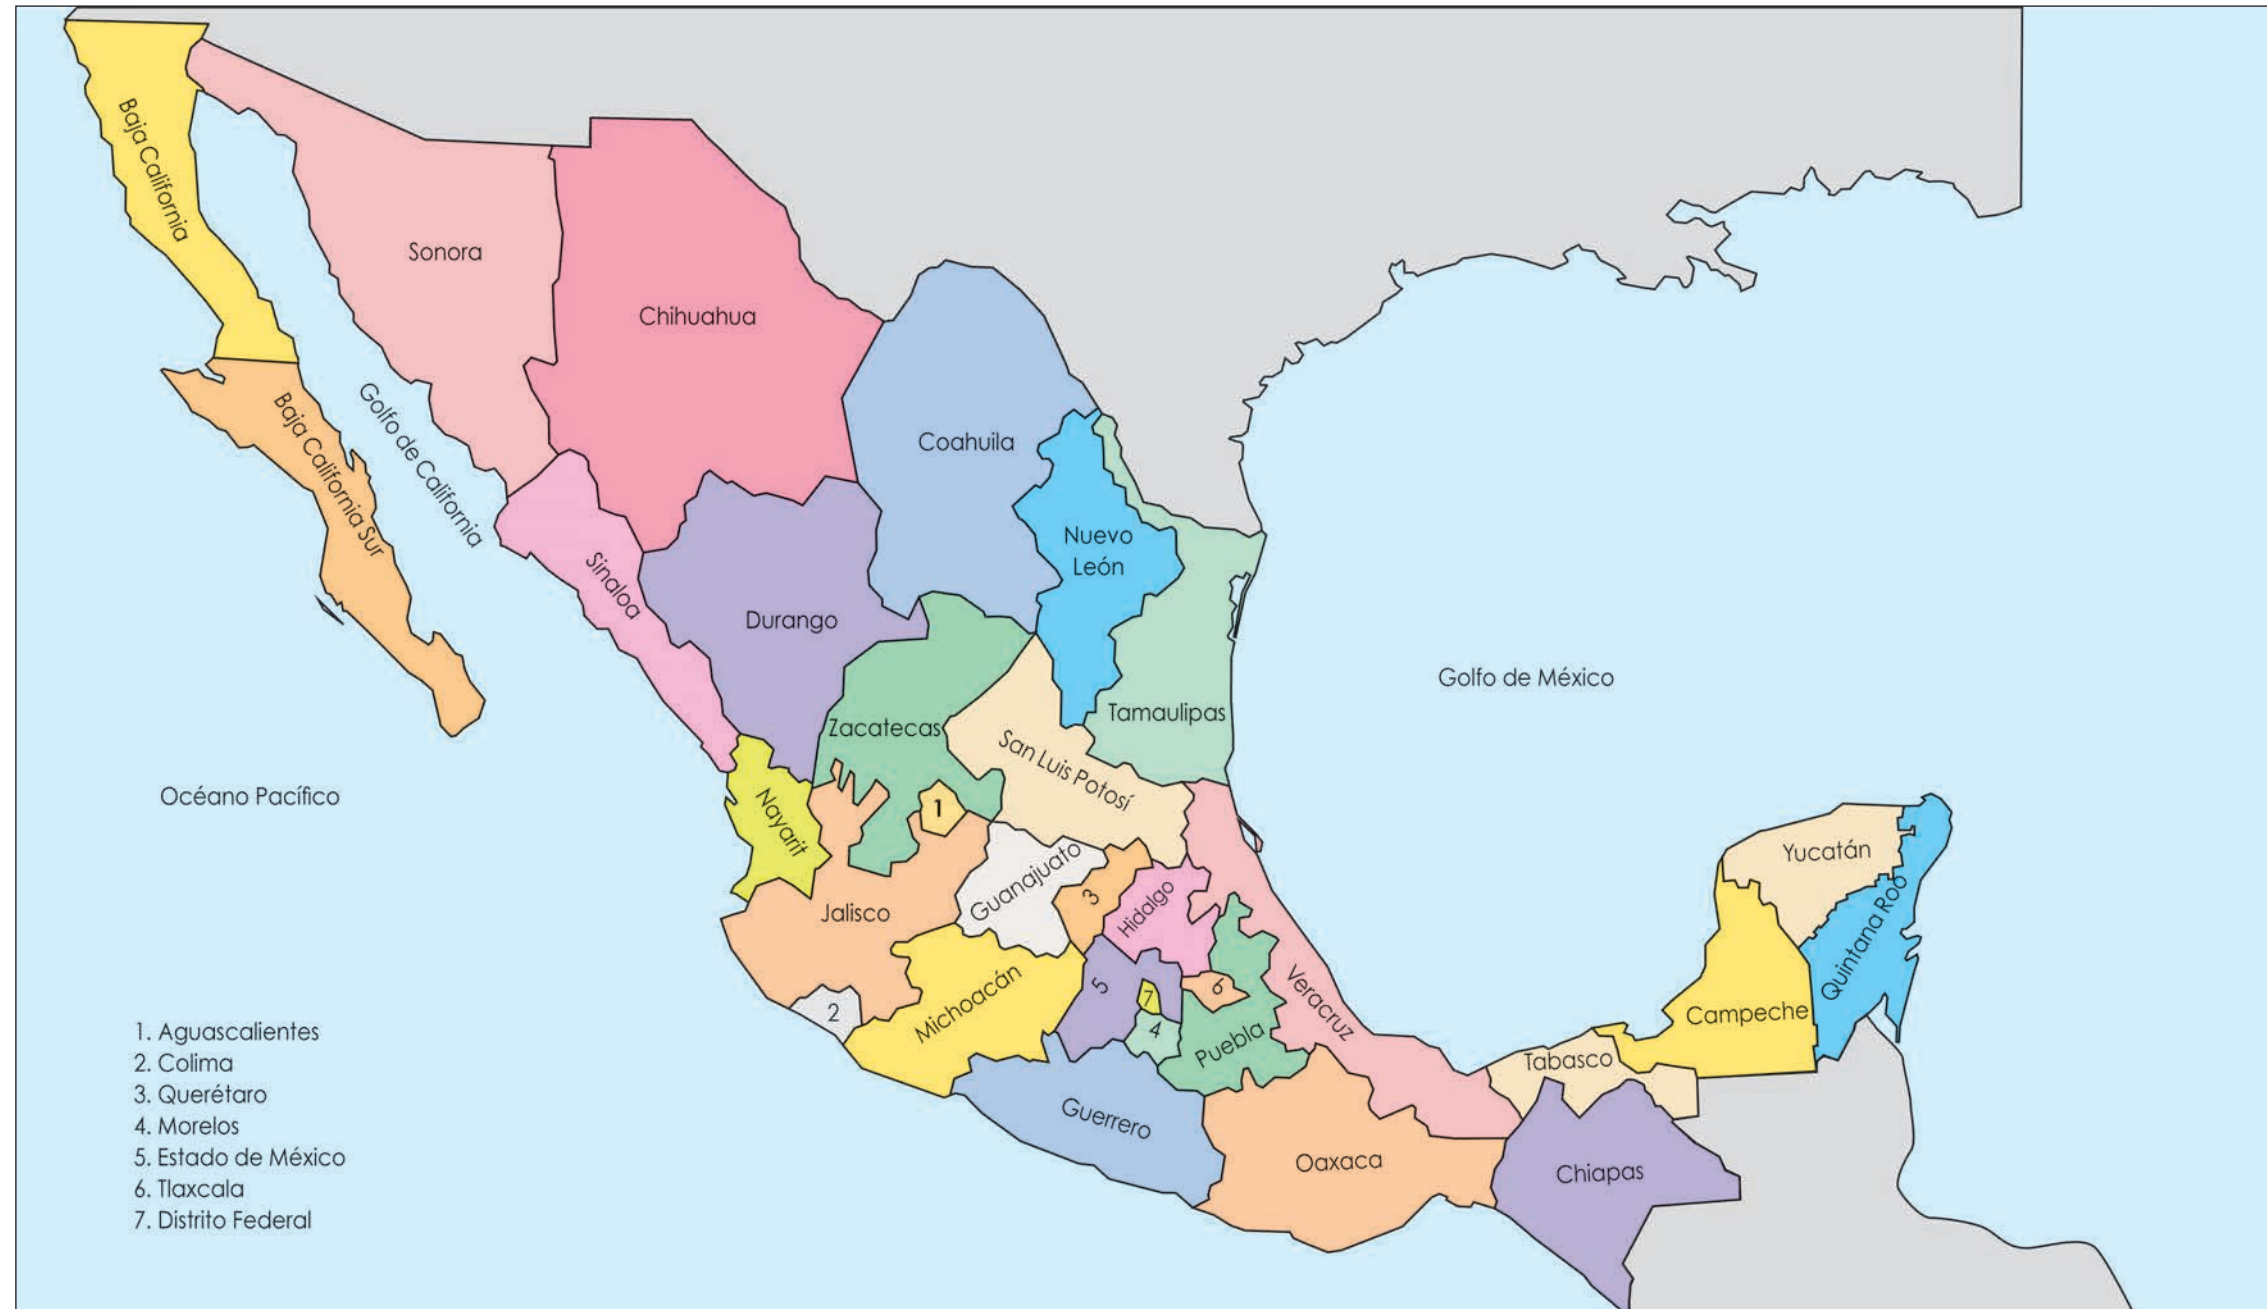 Baja California
Sonora
Chihuahua
Coahuila
Golfo de California
Baja California Sur
Nuevo
León
Sinaloa
Durango
Golfo de México
Tamaulipas
Zacatecas
San Luis Potosí
Océano Pacífico
Nayarit
1
Yucatán
Guanajuato
3
Hidalgo
Jalisco
Quintana Roo
Michoacán
5
7
6
Veracruz
2
4
Puebla
Campeche
Tabasco
Guerrero
Oaxaca
Chiapas
1. Aguascalientes
2. Colima
3. Querétaro
4. Morelos
5. Estado de México
6. Tlaxcala
7. Distrito Federal